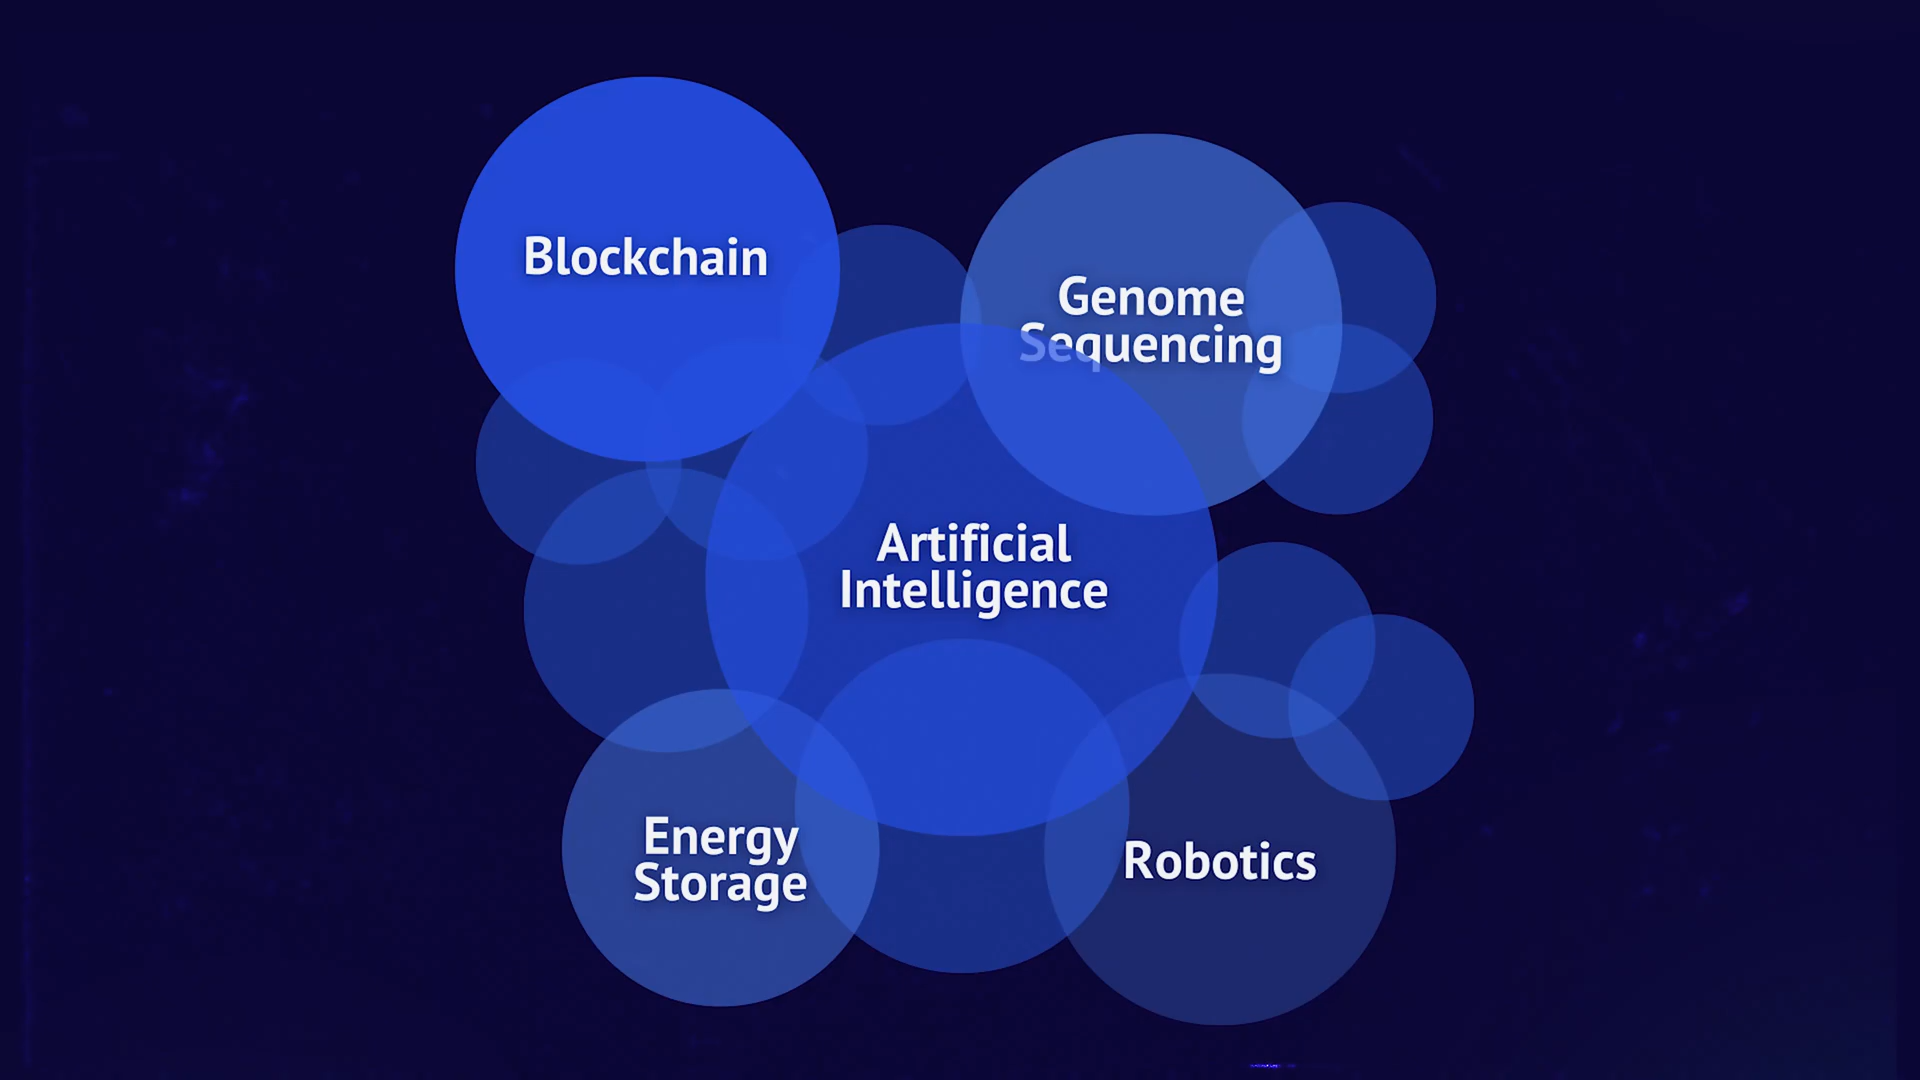 Blockchain
Genome
Sequencing
Artificial
Intelligence
Energy
Storage
Robotics